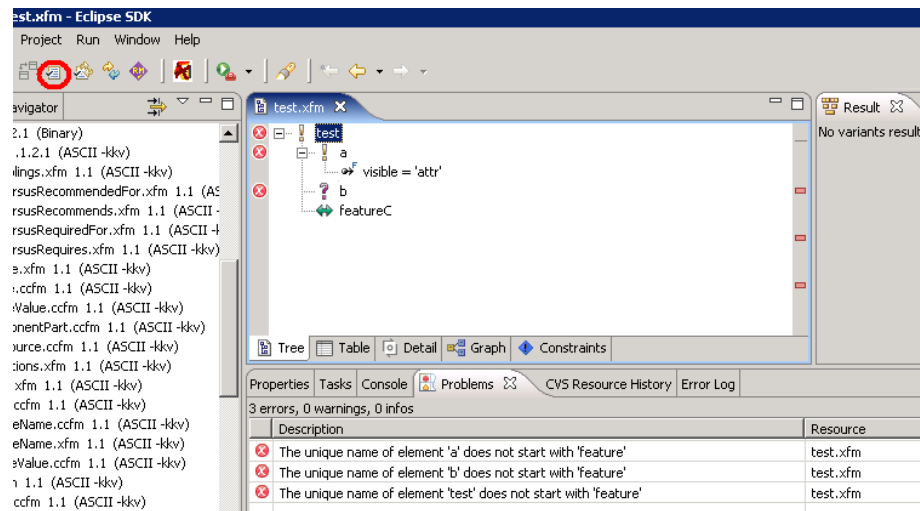 est.xfm - Eclipse SDK
Project Run Window Help
avigator
2.1 (Binary)
.1.2.1 (ASCII -kkv)
lings.xfm 1.1 (ASCII -kkv)
rsusRecommendedFor.xfm 1.1 (AS
rsusRecommends.xfm 1.1 (ASCII -
rsusRequiredFor.xfm 1.1 (ASCII -k
rsusRequires.xfm 1.1 (ASCII -kkv)
e.xfm 1.1 (ASCII -kkv)
e.ccfm 1.1 (ASCII -kkv)
eValue.ccfm 1.1 (ASCII -kkv)
onentPart.ccfm 1.1 (ASCII -kkv)
ource.ccfm 1.1 (ASCII -kkv)
tions.xfm 1.1 (ASCII -kkv)
xfm 1.1 (ASCII -kkv)
ccfm 1.1 (ASCII -kkv)
eName.ccfm 1.1 (ASCII -kkv)
eName.xfm 1.1 (ASCII -kkv)
eValue.ccfm 1.1 (ASCII -kkv)
1.1 (ASCII -kkv)
ccfm 1.1 (ASCII -kkv)
test.xfm
test
a
visible = 'attr'
b
featureC
Tree Table Detail Graph Constraints
Result
No variants result
Properties Tasks Console Problems CVS Resource History Error Log
3 errors, 0 warnings, 0 infos
Description Resource
The unique name of element 'a' does not start with 'feature' test.xfm
The unique name of element 'b' does not start with 'feature' test.xfm
The unique name of element 'test' does not start with 'feature' test.xfm